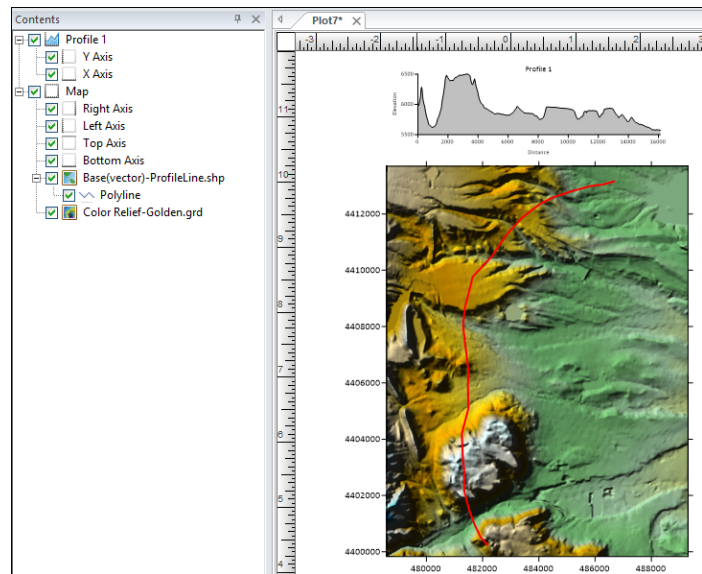 Contents
Profile 1
Y Axis
X Axis
Map
Right Axis
Left Axis
Top Axis
Bottom Axis
Base(vector)-ProfileLine.shp
Polyline
Color Relief-Golden.grd
Plot7*
-3 -2 -1 0 1 2 3
11
10
9
8
7
6
5
4
Profile 1
Elevation
6500
6000
5500
0 2000 4000 6000 8000 10000 12000 14000 16000
Distance
4412000
4410000
4408000
4406000
4404000
4402000
4400000
480000 482000 484000 486000 488000